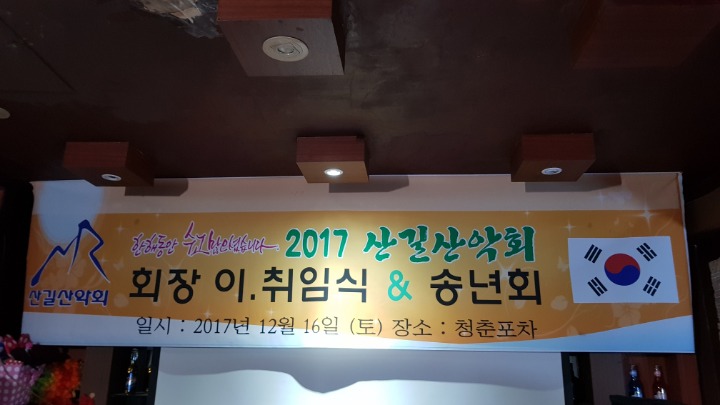 한해동안 수고많으셨습니다 2017 산길산악회
산길산악회
회장 이.취임식 & 송년회
일시 : 2017년 12월 16일 (토) 장소 : 청춘포차